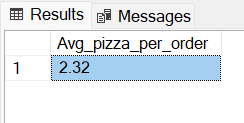 Results Messages
Avg_pizza_per_order
1 2.32